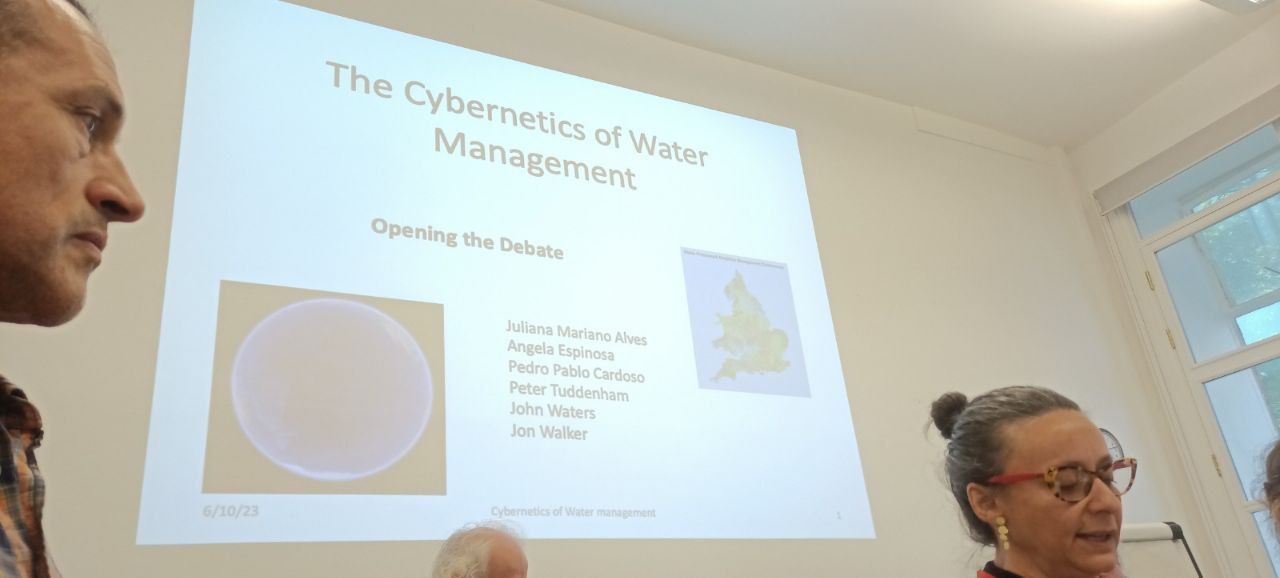 The Cybernetics of Water
Management
Opening the Debate
Juliana Mariano Alves
Angela Espinosa
Pedro Pablo Cardoso
Peter Tuddenham
John Waters
Jon Walker
6/10/23
Cybernetics of Water management
1